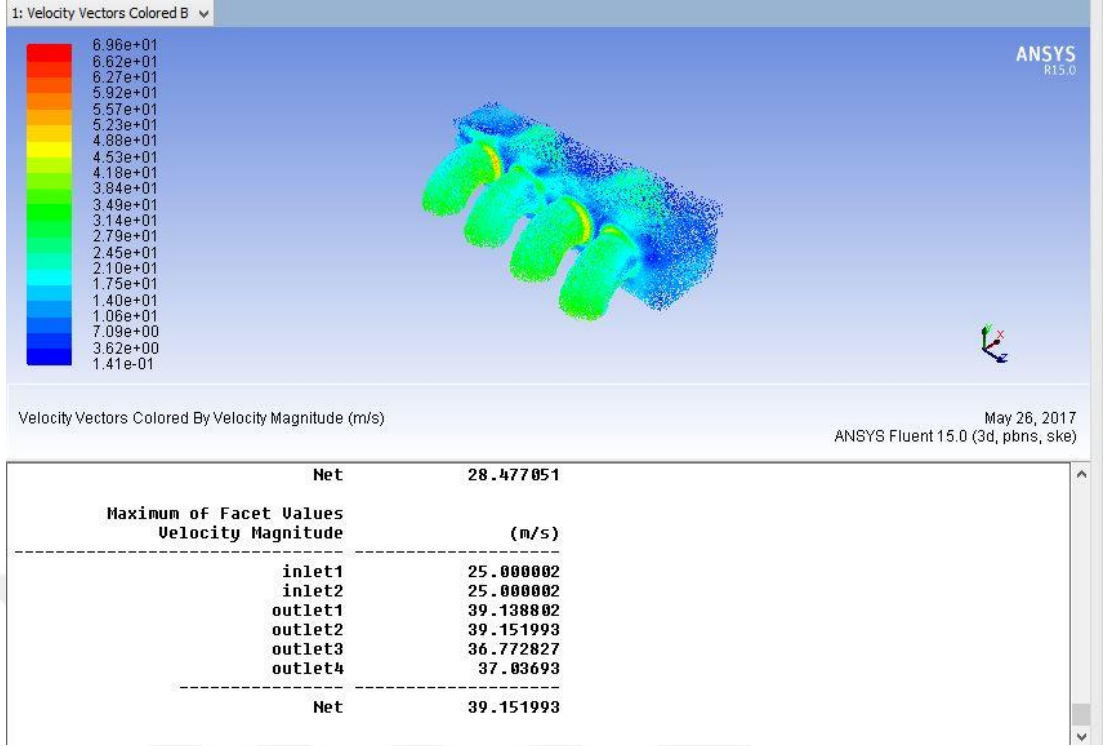 1: Velocity Vectors Colored B
6.96e+01
6.62e+01
6.27e+01
5.92e+01
5.57e+01
5.23e+01
4.88e+01
4.53e+01
4.18e+01
3.84e+01
3.49e+01
3.14e+01
2.79e+01
2.45e+01
2.10e+01
1.75e+01
1.40e+01
1.06e+01
7.09e+00
3.62e+00
1.41e-01
ANSYS
R15.0
Y
X
Z
Velocity Vectors Colored By Velocity Magnitude (m/s)
May 26, 2017
ANSYS Fluent 15.0 (3d, pbns, ske)
Net 28.477051
Maximum of Facet Values
Velocity Magnitude (m/s)
inlet1 25.000002
inlet2 25.000002
outlet1 39.138802
outlet2 39.151993
outlet3 36.772827
outlet4 37.03693
Net 39.151993